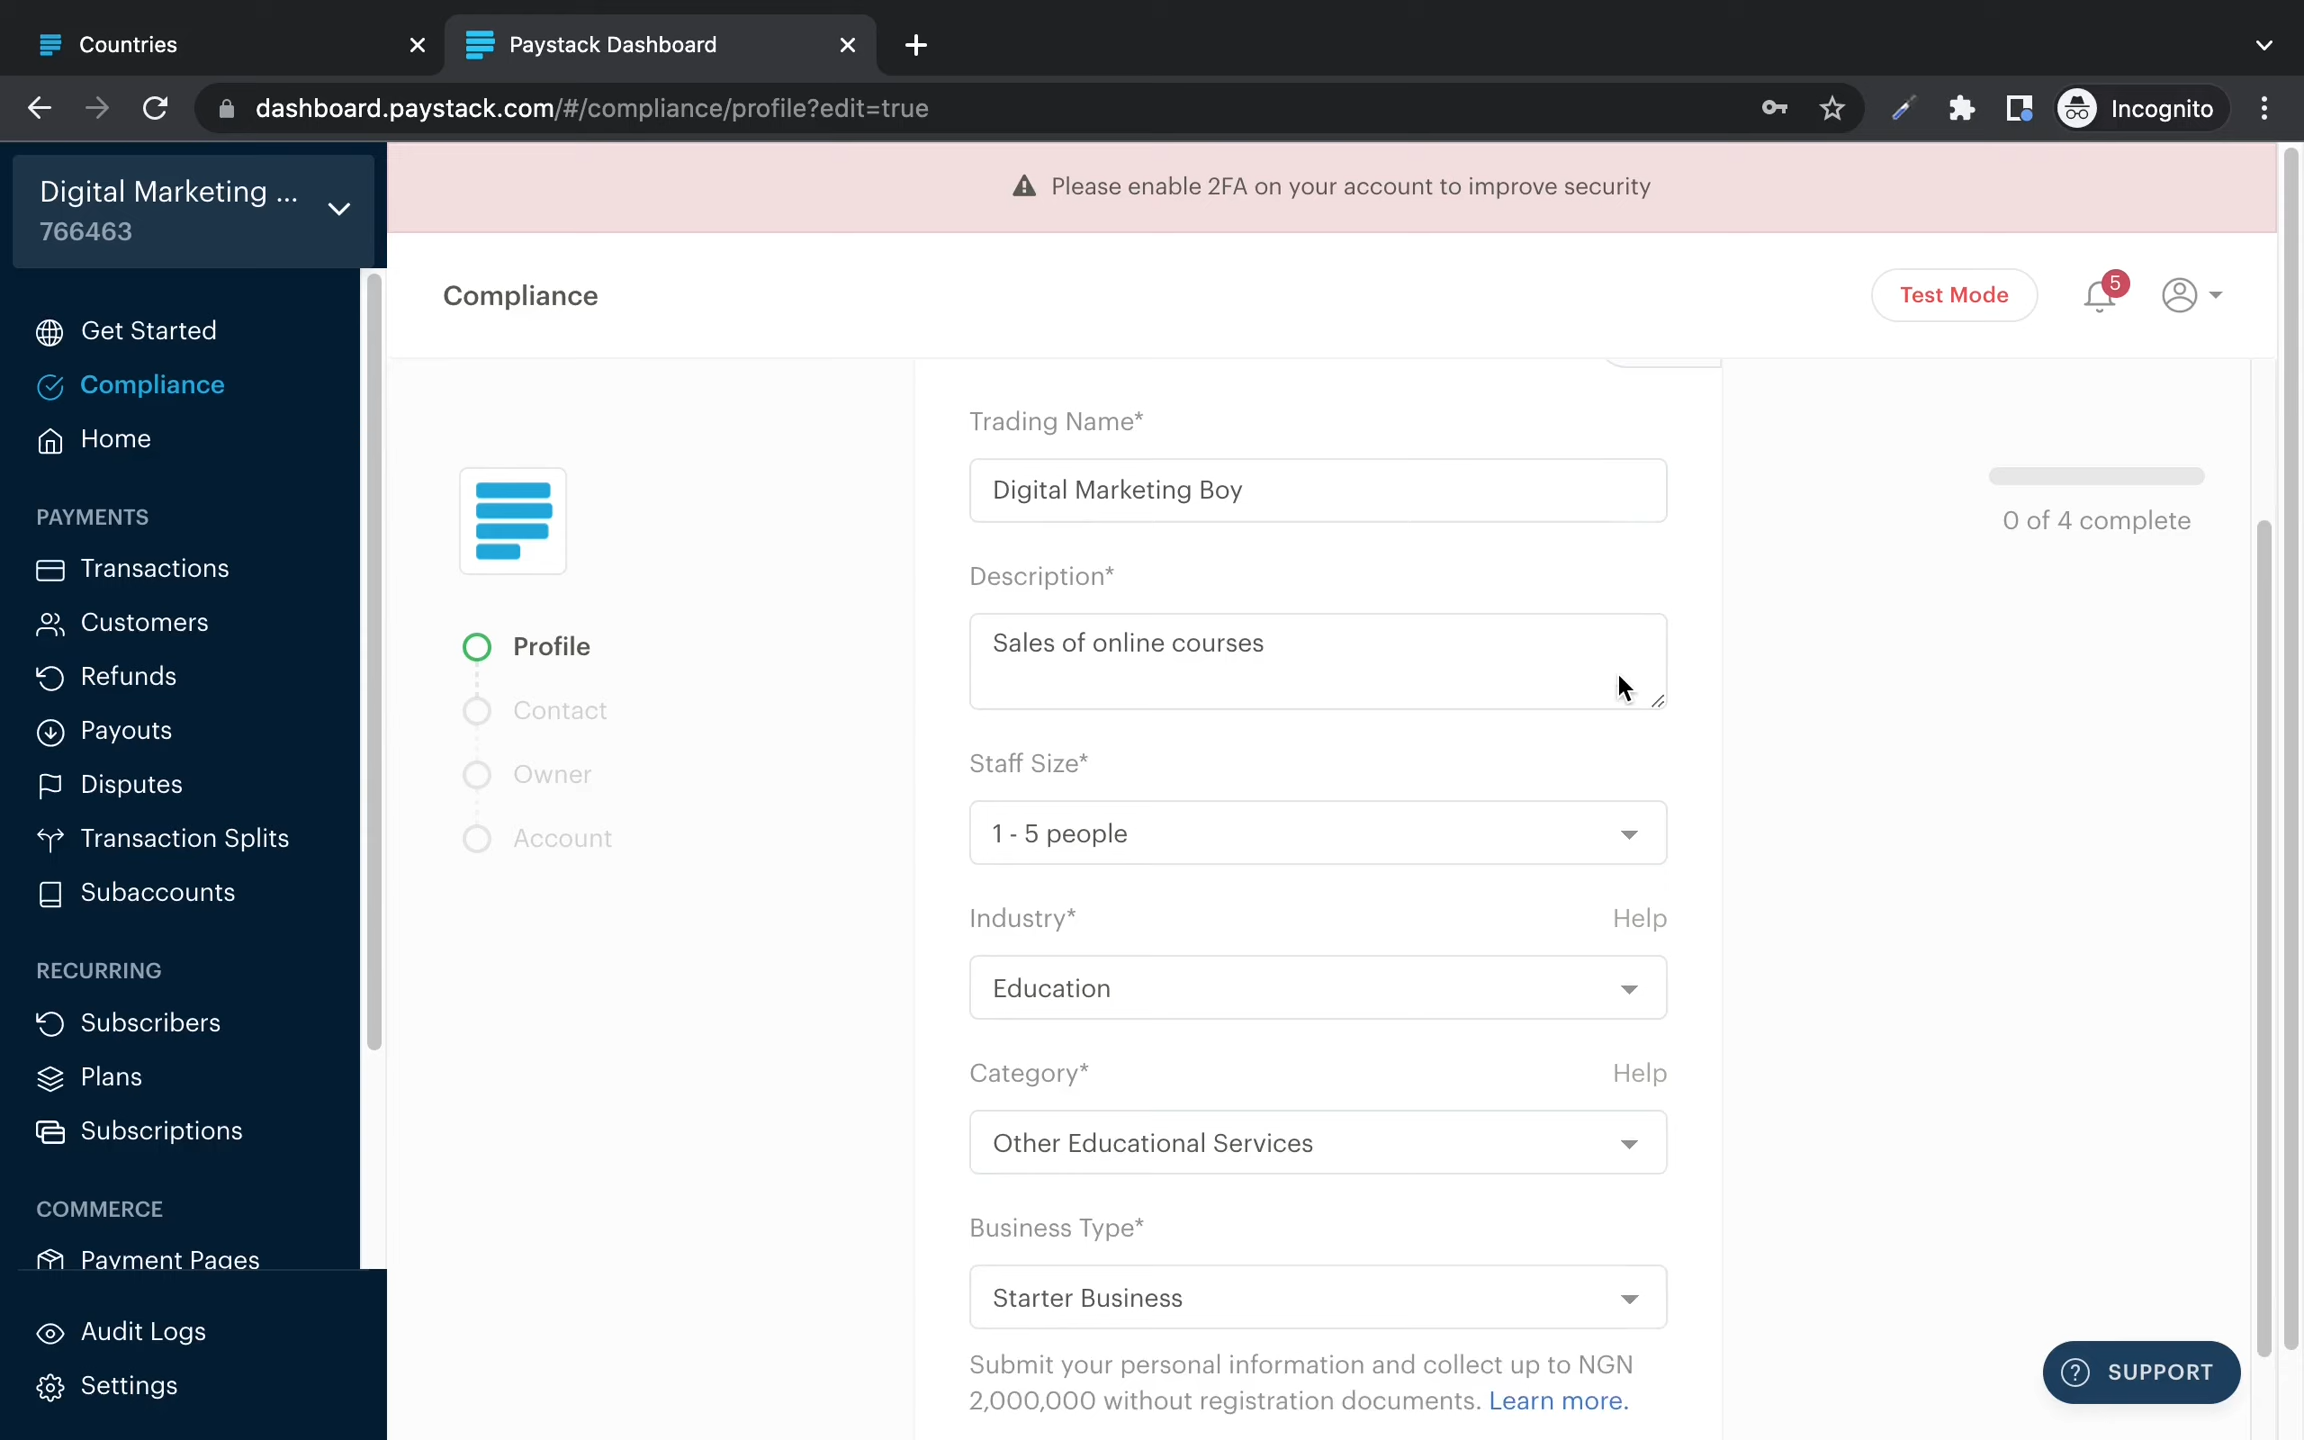 Countries
Paystack Dashboard
dashboard.paystack.com/#/compliance/profile?edit=true
Incognito
Digital Marketing ...
766463
Please enable 2FA on your account to improve security
Compliance
Test Mode
5
Get Started
Compliance
Home
PAYMENTS
Transactions
Customers
Refunds
Payouts
Disputes
Transaction Splits
Subaccounts
RECURRING
Subscribers
Plans
Subscriptions
COMMERCE
Payment Pages
Audit Logs
Settings
Profile
Contact
Owner
Account
Trading Name*
Digital Marketing Boy
Description*
Sales of online courses
Staff Size*
1 - 5 people
Industry*
Help
Education
Category*
Help
Other Educational Services
Business Type*
Starter Business
Submit your personal information and collect up to NGN
2,000,000 without registration documents. Learn more.
0 of 4 complete
? SUPPORT